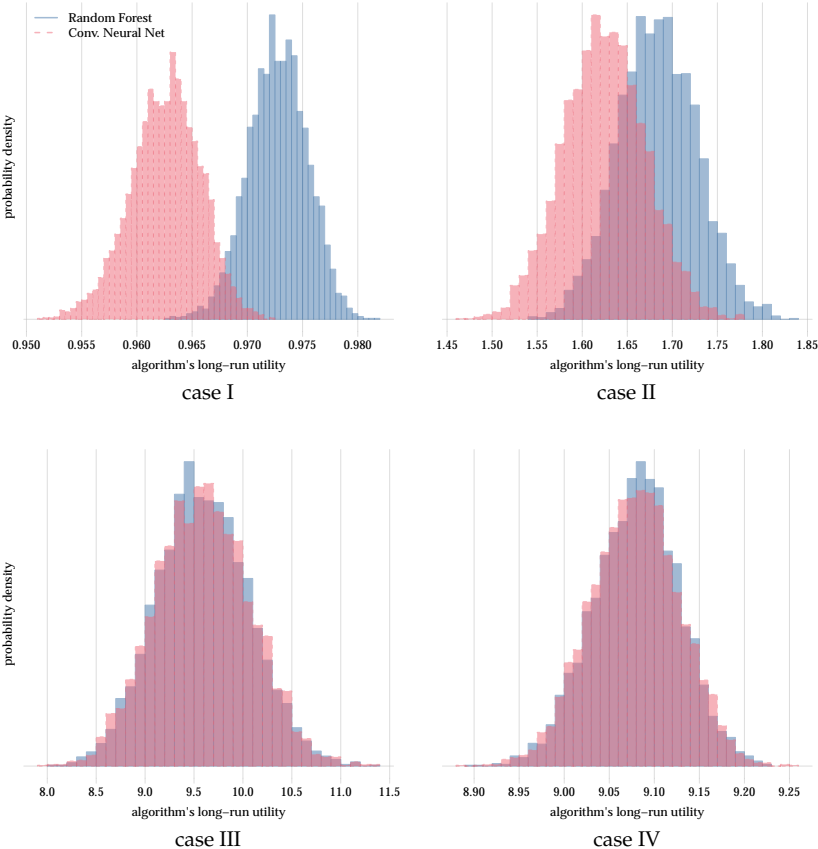 Random Forest
Conv. Neural Net
probability density
0.950 0.955 0.960 0.965 0.970 0.975 0.980
algorithm's long−run utility
case I
1.45 1.50 1.55 1.60 1.65 1.70 1.75 1.80 1.85
algorithm's long−run utility
case II
probability density
8.0 8.5 9.0 9.5 10.0 10.5 11.0 11.5
algorithm's long−run utility
case III
8.90 8.95 9.00 9.05 9.10 9.15 9.20 9.25
algorithm's long−run utility
case IV